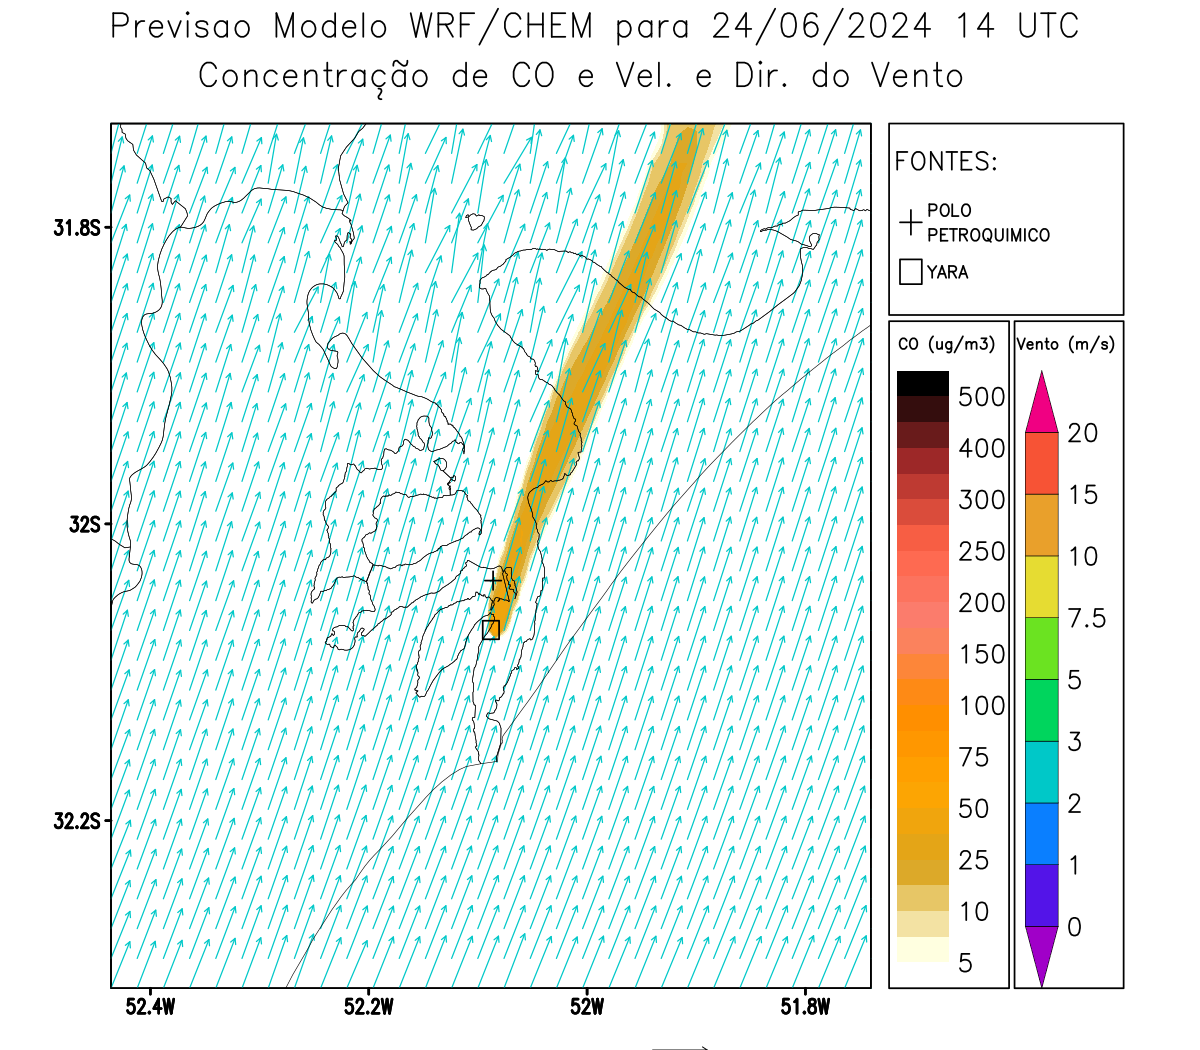 Previsao Modelo WRF/CHEM para 24/06/2024 14 UTC
Concentração de CO e Vel. e Dir. do Vento
FONTES:
POLO
PETROQUIMICO
YARA
31.8S
32S
32.2S
52.4W
52.2W
52W
51.8W
CO (ug/m3)
500
400
300
250
200
150
100
75
50
25
10
5
Vento (m/s)
20
15
10
7.5
5
3
2
1
0